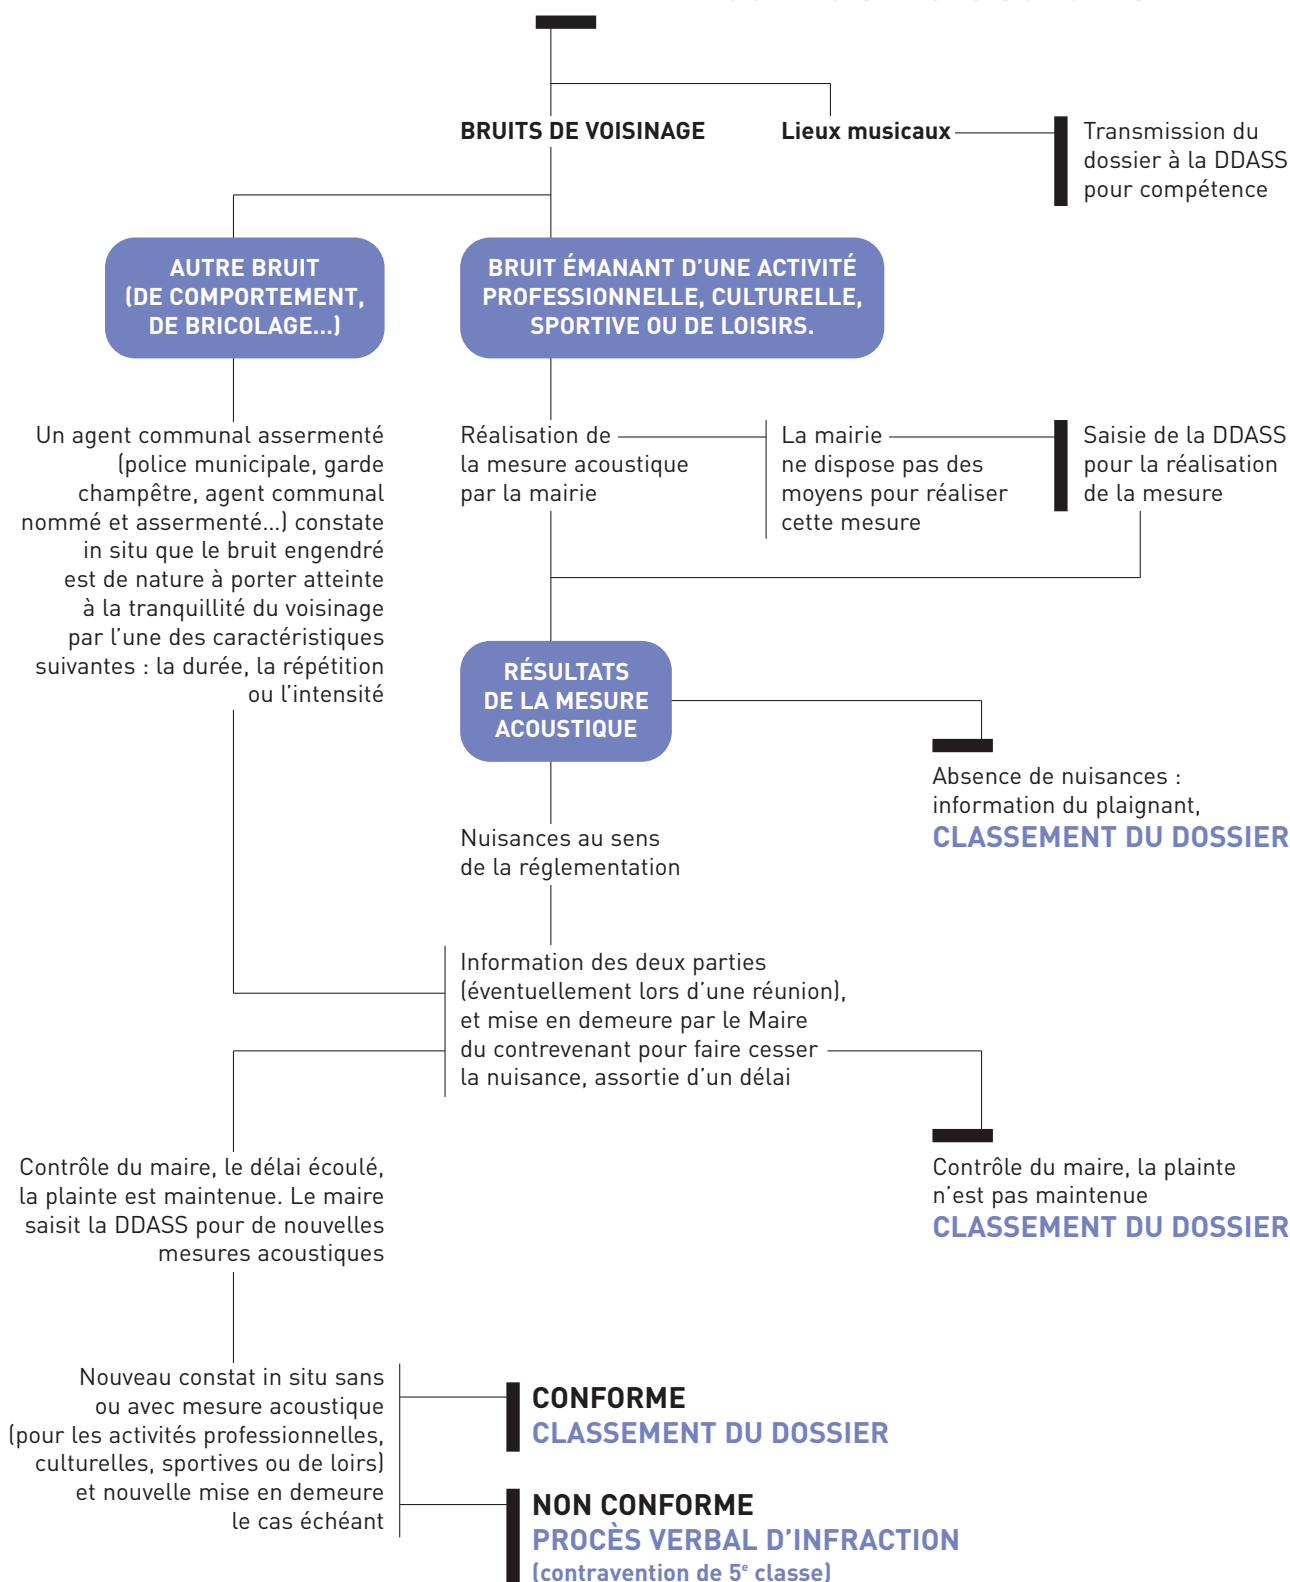 BRUITS DE VOISINAGE
Lieux musicaux
Transmission du
dossier à la DDASS
pour compétence
AUTRE BRUIT
(DE COMPORTEMENT,
DE BRICOLAGE...)
BRUIT ÉMANANT D’UNE ACTIVITÉ
PROFESSIONNELLE, CULTURELLE,
SPORTIVE OU DE LOISIRS.
Un agent communal assermenté
(police municipale, garde
champêtre, agent communal
nommé et assermenté...) constate
in situ que le bruit engendré
est de nature à porter atteinte
à la tranquillité du voisinage
par l’une des caractéristiques
suivantes : la durée, la répétition
ou l’intensité
Réalisation de
la mesure acoustique
par la mairie
La mairie
ne dispose pas des
moyens pour réaliser
cette mesure
Saisie de la DDASS
pour la réalisation
de la mesure
RÉSULTATS
DE LA MESURE
ACOUSTIQUE
Absence de nuisances :
information du plaignant,
CLASSEMENT DU DOSSIER
Nuisances au sens
de la réglementation
Information des deux parties
(éventuellement lors d’une réunion),
et mise en demeure par le Maire
du contrevenant pour faire cesser
la nuisance, assortie d’un délai
Contrôle du maire, le délai écoulé,
la plainte est maintenue. Le maire
saisit la DDASS pour de nouvelles
mesures acoustiques
Contrôle du maire, la plainte
n’est pas maintenue
CLASSEMENT DU DOSSIER
Nouveau constat in situ sans
ou avec mesure acoustique
(pour les activités professionnelles,
culturelles, sportives ou de loirs)
et nouvelle mise en demeure
le cas échéant
CONFORME
CLASSEMENT DU DOSSIER
NON CONFORME
PROCÈS VERBAL D’INFRACTION
(contravention de 5e classe)